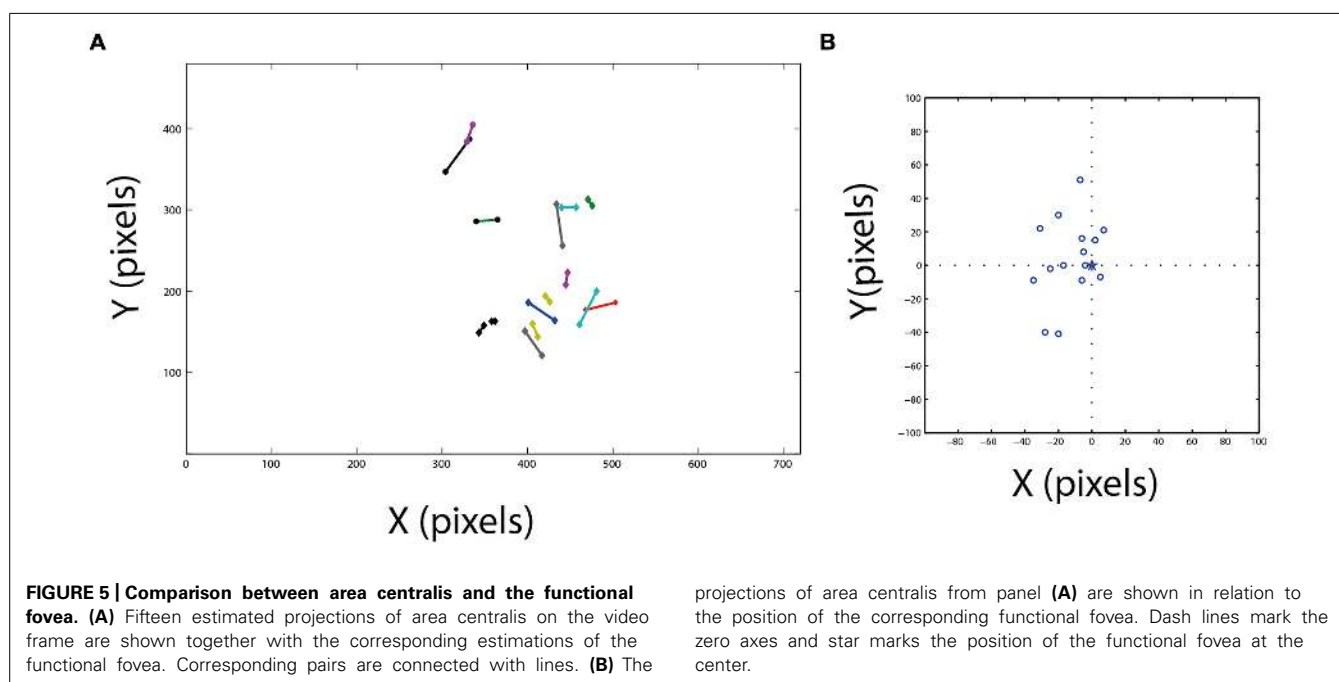 A
400
300
200
100
0
100
200
300
400
500
600
700
Y (pixels)
X (pixels)
B
100
80
60
40
20
0
−20
−40
−60
−80
−100
−80
−60
−40
−20
0
20
40
60
80
100
Y(pixels)
X (pixels)
FIGURE 5 | Comparison between area centralis and the functional
fovea. (A) Fifteen estimated projections of area centralis on the video
frame are shown together with the corresponding estimations of the
functional fovea. Corresponding pairs are connected with lines. (B) The
projections of area centralis from panel (A) are shown in relation to
the position of the corresponding functional fovea. Dash lines mark the
zero axes and star marks the position of the functional fovea at the
center.